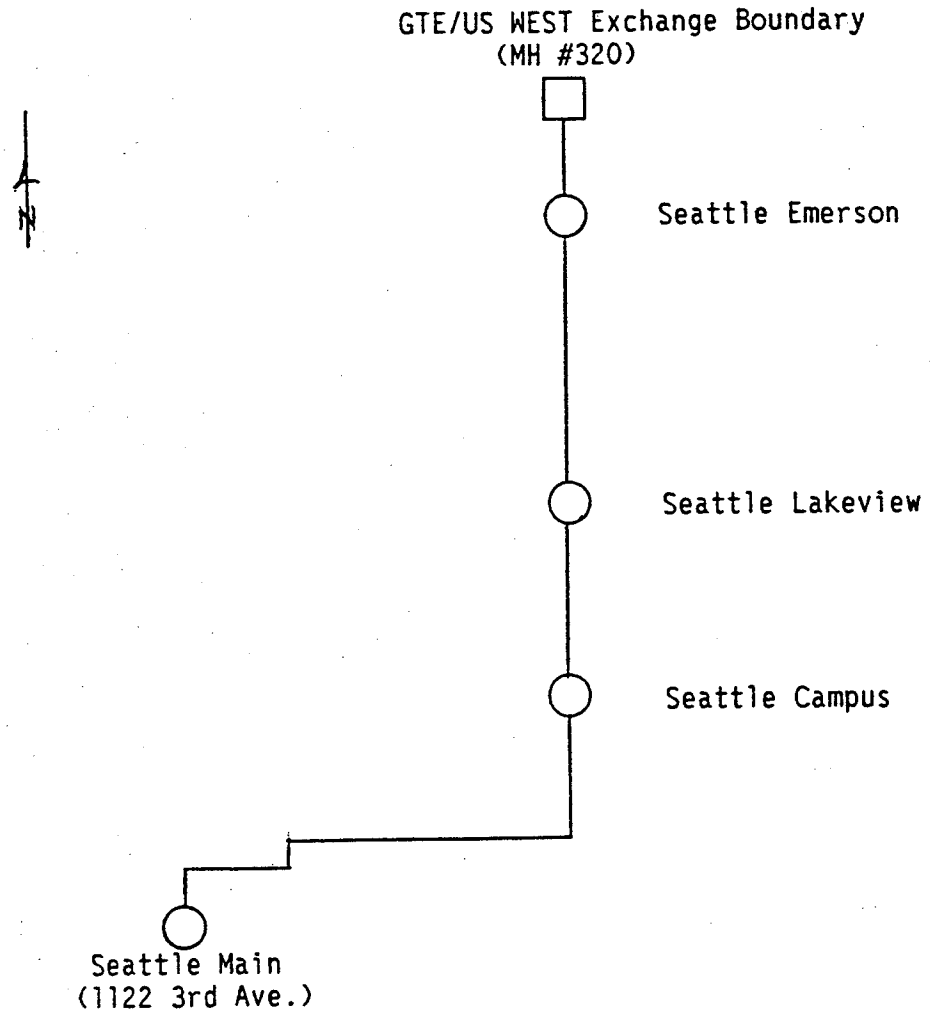 GTE/US WEST Exchange Boundary
(MH #320)
N
Seattle Emerson
Seattle Lakeview
Seattle Campus
Seattle Main
(1122 3rd Ave.)